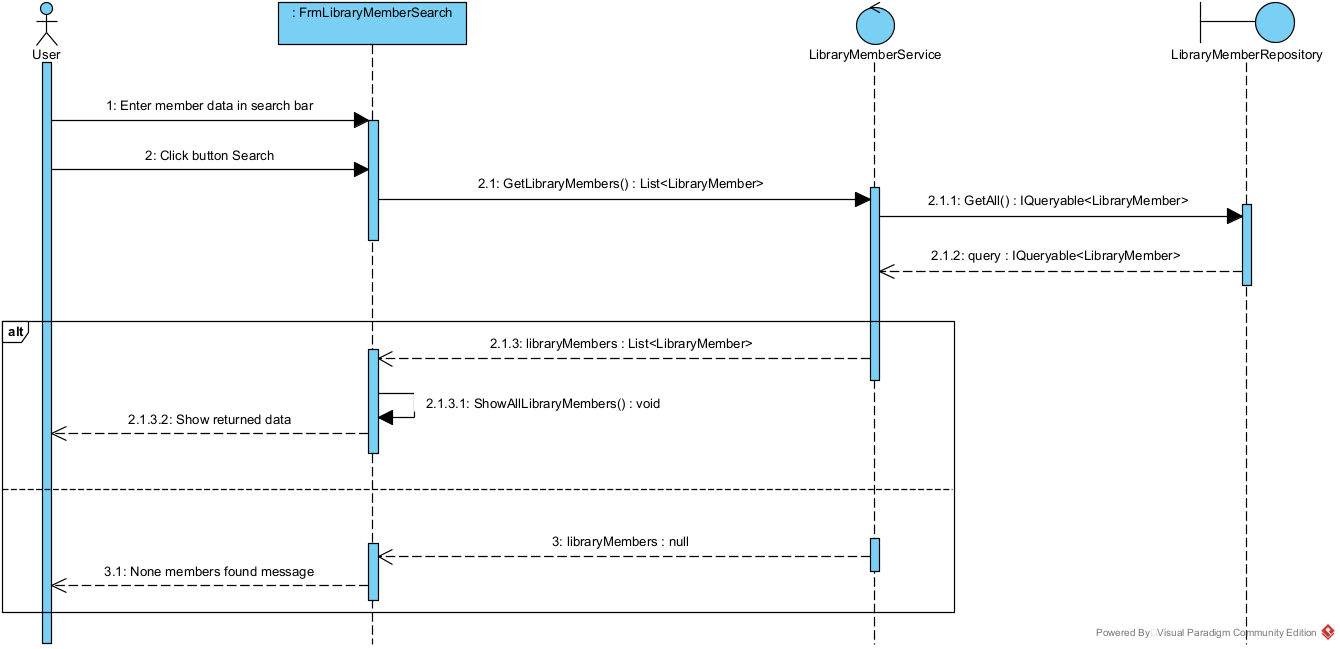 : FrmLibraryMemberSearch
User
LibraryMemberService
LibraryMemberRepository
1: Enter member data in search bar
2: Click button Search
2.1: GetLibraryMembers() : List<LibraryMember>
2.1.1: GetAll() : IQueryable<LibraryMember>
2.1.2: query : IQueryable<LibraryMember>
alt
2.1.3: libraryMembers : List<LibraryMember>
2.1.3.1: ShowAllLibraryMembers() : void
2.1.3.2: Show returned data
3: libraryMembers : null
3.1: None members found message
Powered By Visual Paradigm Community Edition